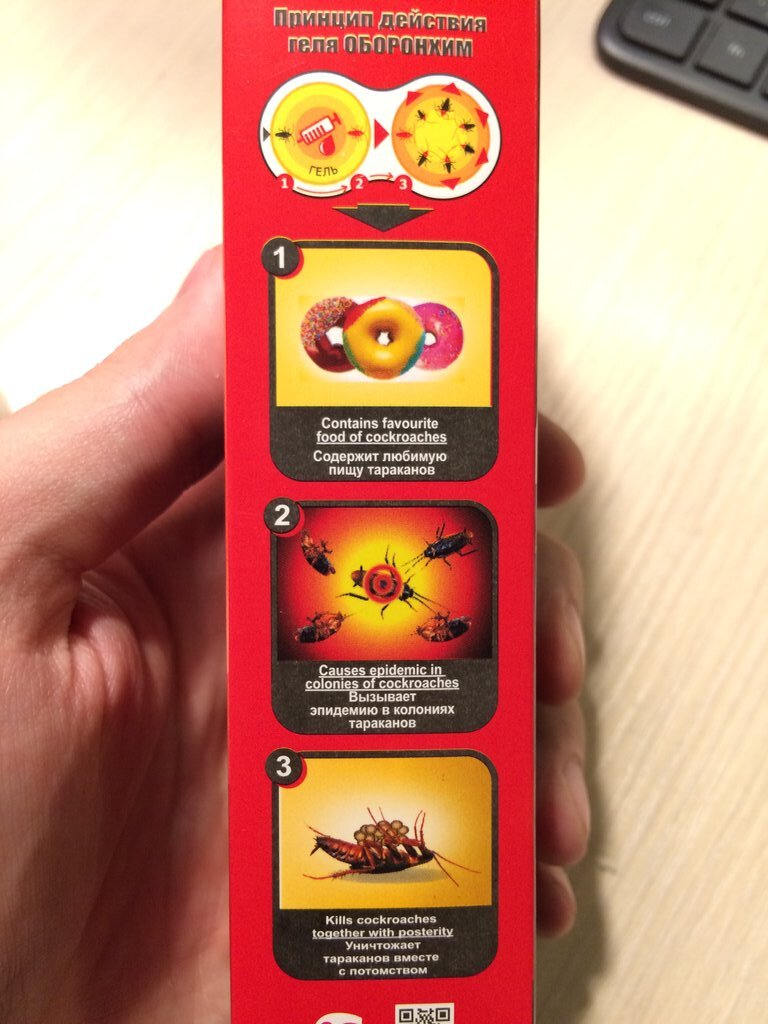 Принцип действия
геля ОБОРОНХИМ
ГЕЛЬ
1 2 3
1
Contains favourite
food of cockroaches
Содержит любимую
пищу тараканов
2
Causes epidemic in
colonies of cockroaches
Вызывает
эпидемию в колониях
тараканов
3
Kills cockroaches
together with posterity
Уничтожает
тараканов вместе
с потомством